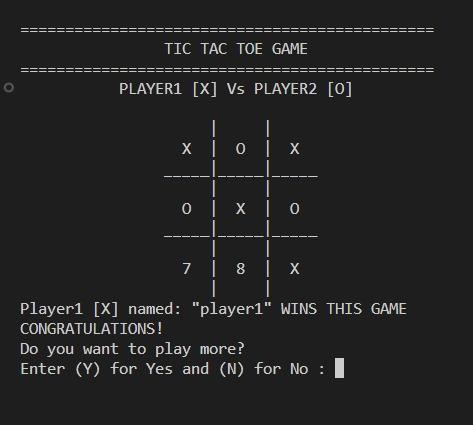 ==============================================
TIC TAC TOE GAME
==============================================
PLAYER1 [X] Vs PLAYER2 [O]
     |     |
  X  |  O  |  X
_____|_____|_____
     |     |
  O  |  X  |  O
_____|_____|_____
     |     |
  7  |  8  |  X
     |     |
Player1 [X] named: "player1" WINS THIS GAME
CONGRATULATIONS!
Do you want to play more?
Enter (Y) for Yes and (N) for No :